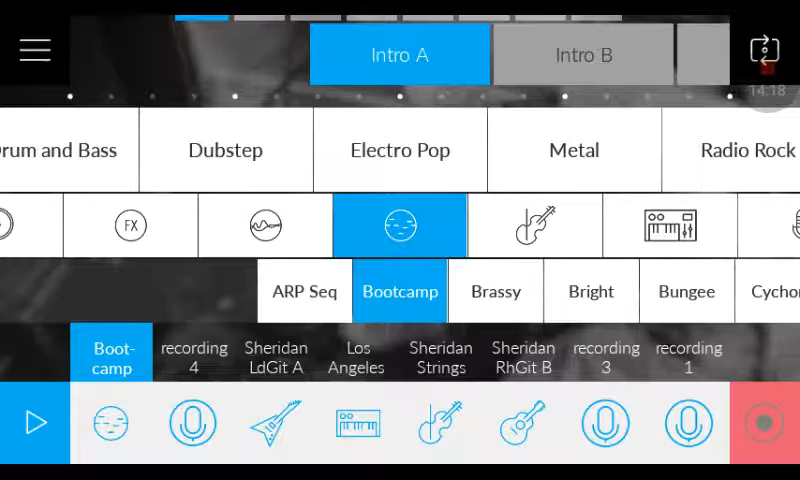 Intro A
Intro B
14:18
rum and Bass
Dubstep
Electro Pop
Metal
Radio Rock
FX
ARP Seq
Bootcamp
Brassy
Bright
Bungee
Cycho
Boot-
camp
recording
4
Sheridan
LdGit A
Los
Angeles
Sheridan
Strings
Sheridan
RhGit B
recording
3
recording
1